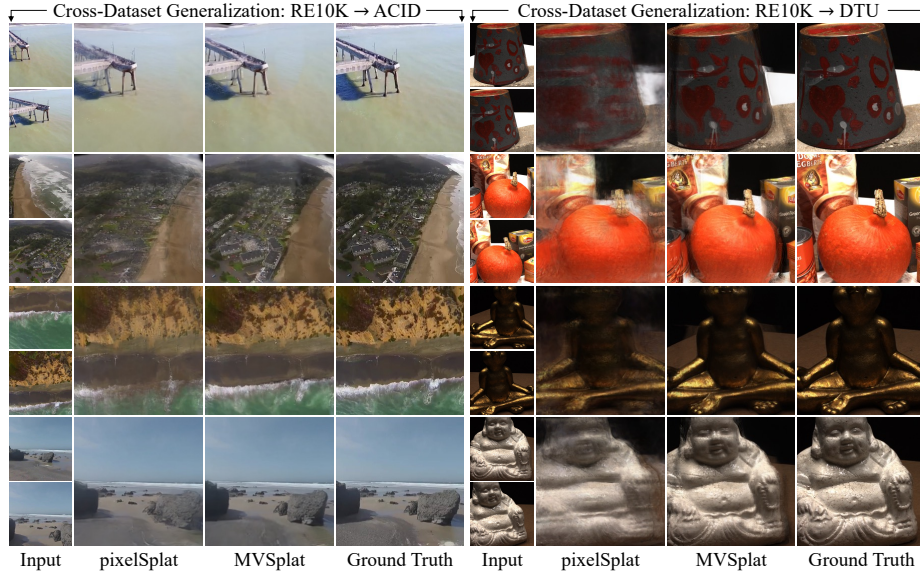 Cross-Dataset Generalization: RE10K → ACID
Cross-Dataset Generalization: RE10K → DTU
Input pixelSplat MVSplat Ground Truth
Input pixelSplat MVSplat Ground Truth